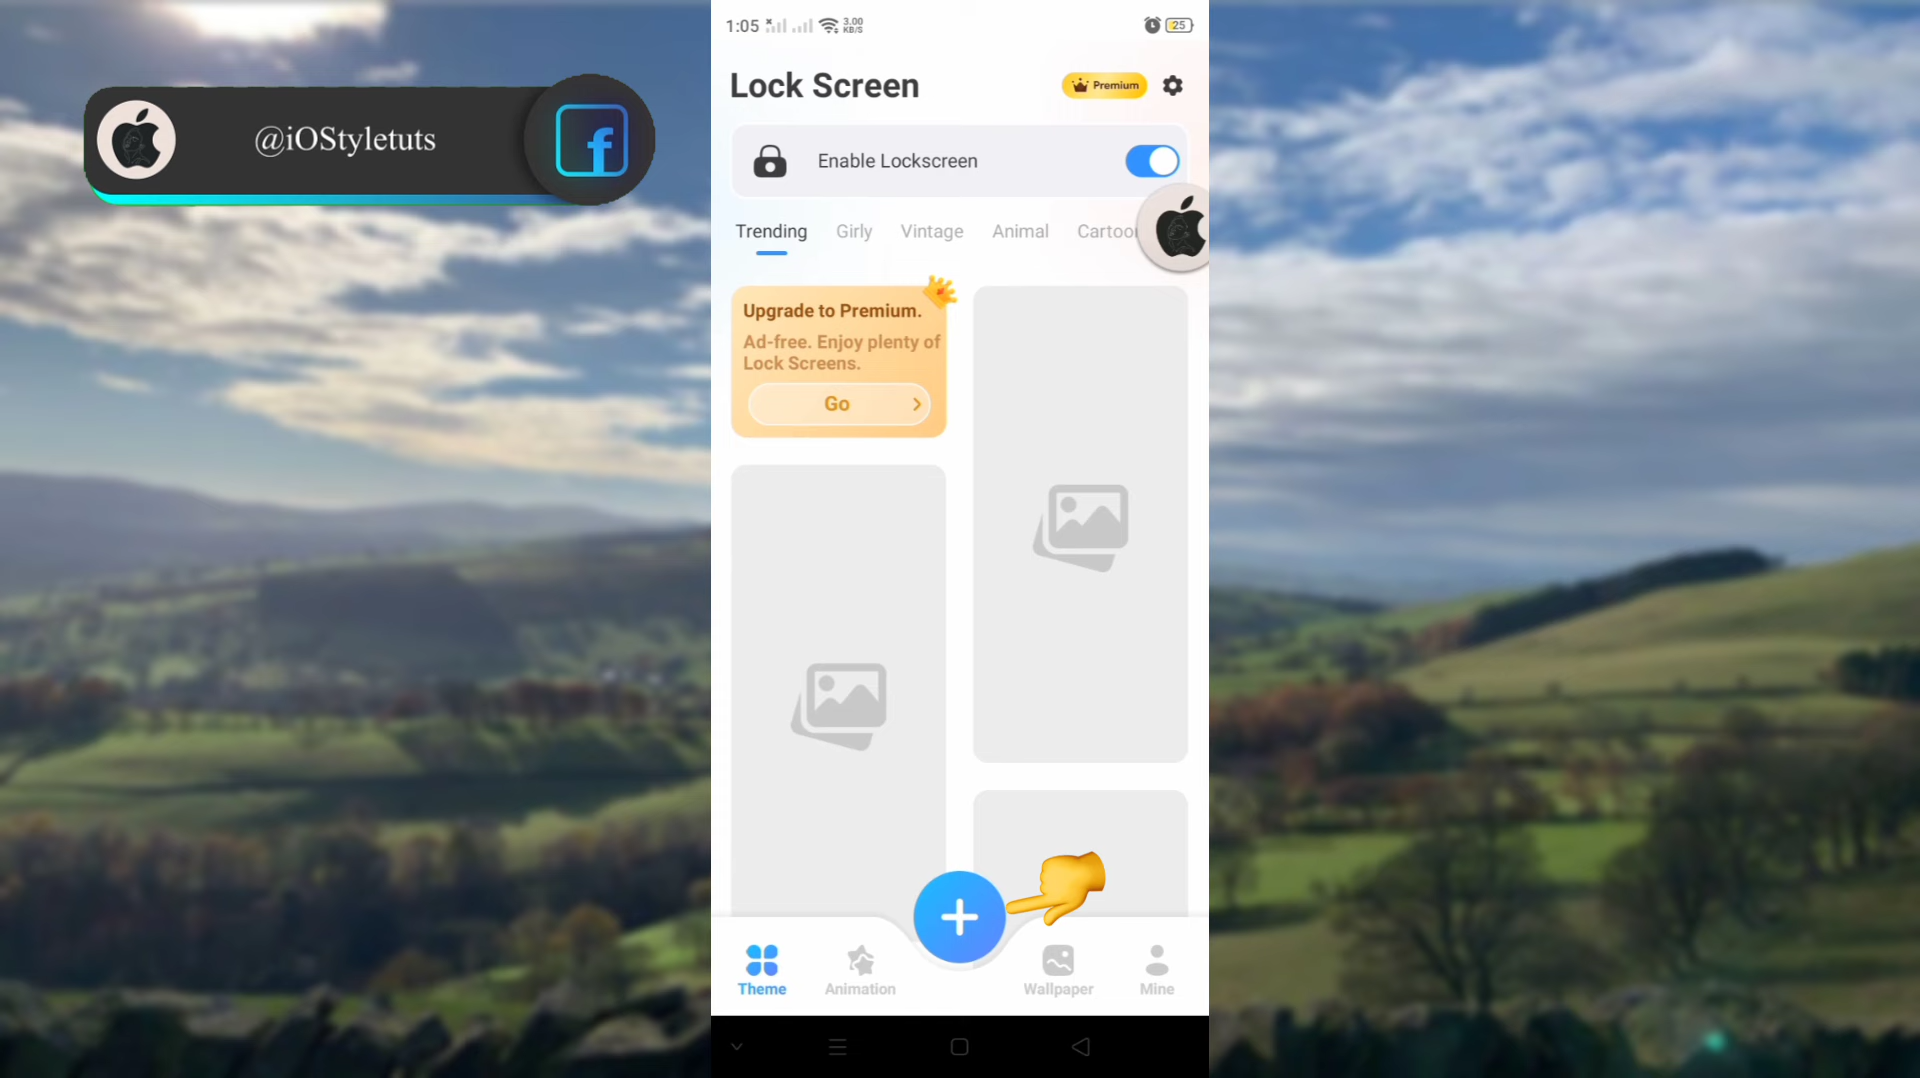 @iOStyletuts
f
1:05
3.00
KB/S
25
Lock Screen
Premium
Enable Lockscreen
Trending
Girly
Vintage
Animal
Upgrade to Premium.
Ad-free. Enjoy plenty of
Lock Screens.
Go
Theme
Animation
Wallpaper
Mine